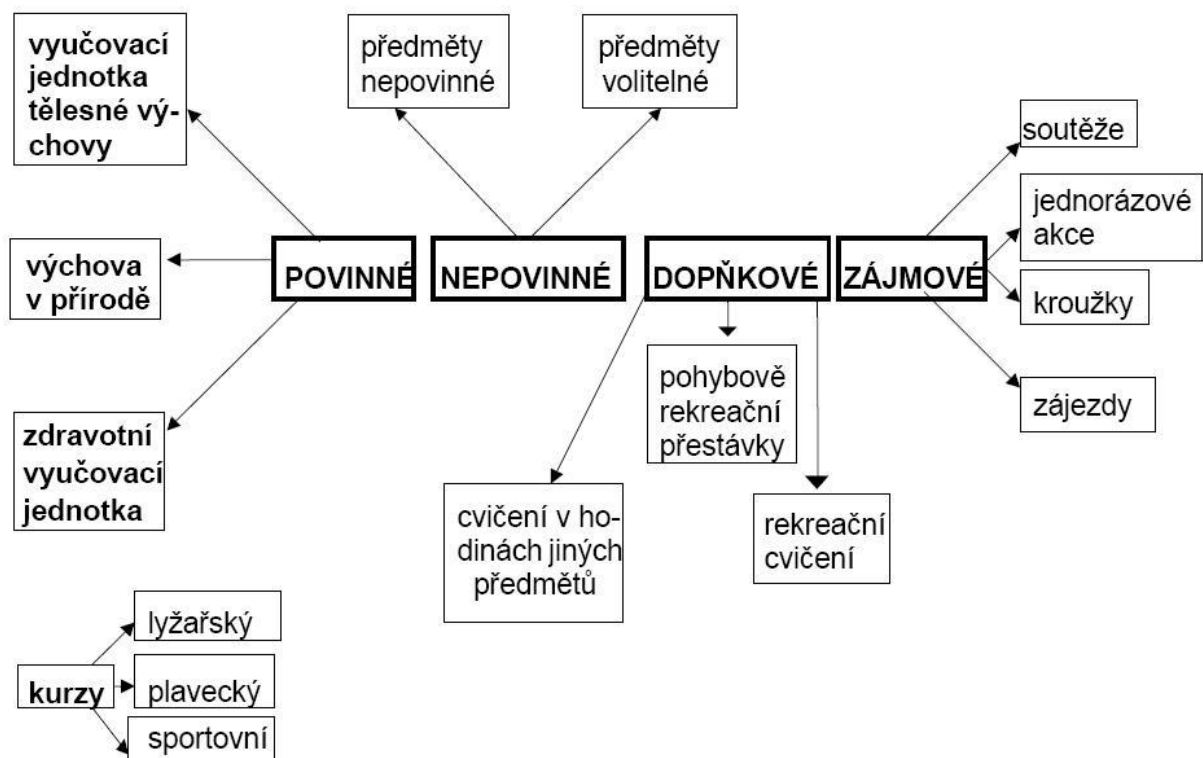 vyučovací
jednotka
tělesné vý-
chovy
předměty
nepovinné
předměty
volitelné
soutěže
jednorázové
akce
výchova
v přírodě
POVINNÉ
NEPOVINNÉ
DOPŇKOVÉ
ZÁJMOVÉ
kroužky
pohybově
rekreační
přestávky
zájezdy
zdravotní
vyučovací
jednotka
cvičení v ho-
dinách jiných
předmětů
rekreační
cvičení
lyžařský
kurzy
plavecký
sportovní